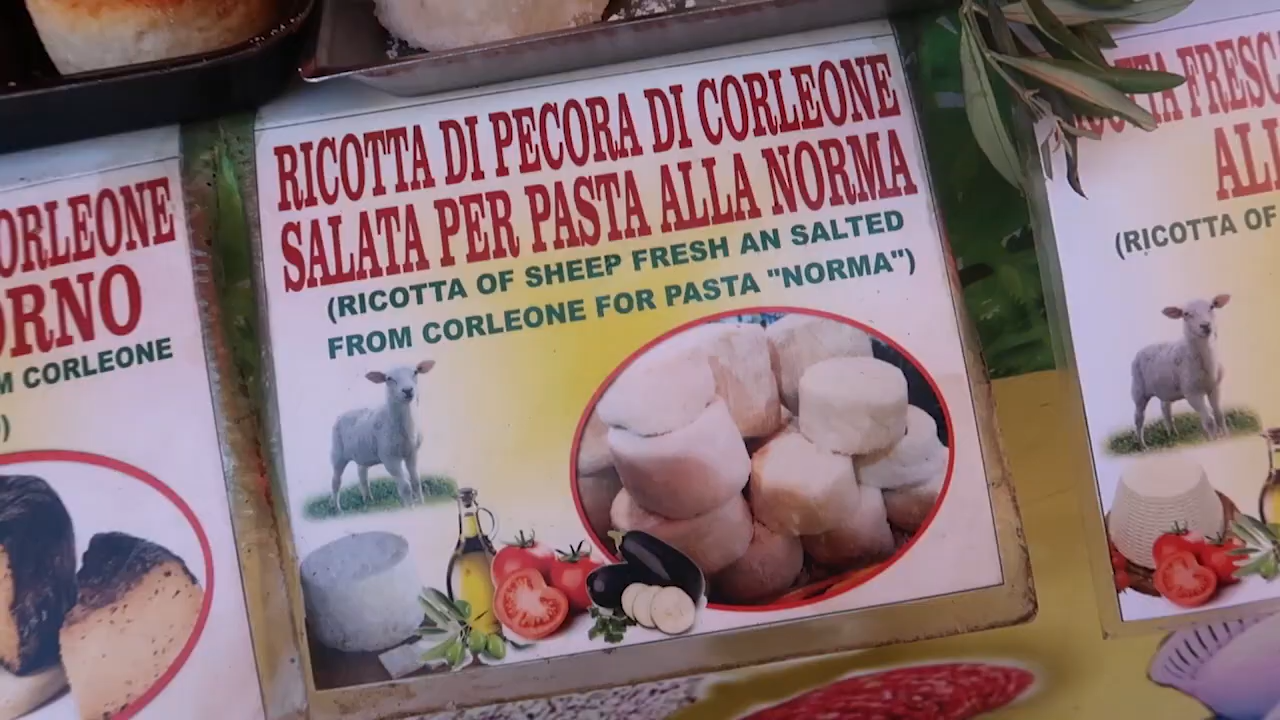 ORLEONE
ORNO
M CORLEONE
)
RICOTTA DI PECORA DI CORLEONE
SALATA PER PASTA ALLA NORMA
(RICOTTA OF SHEEP FRESH AN SALTED
FROM CORLEONE FOR PASTA "NORMA")
TTA FRESC
ALL
(RICOTTA OF